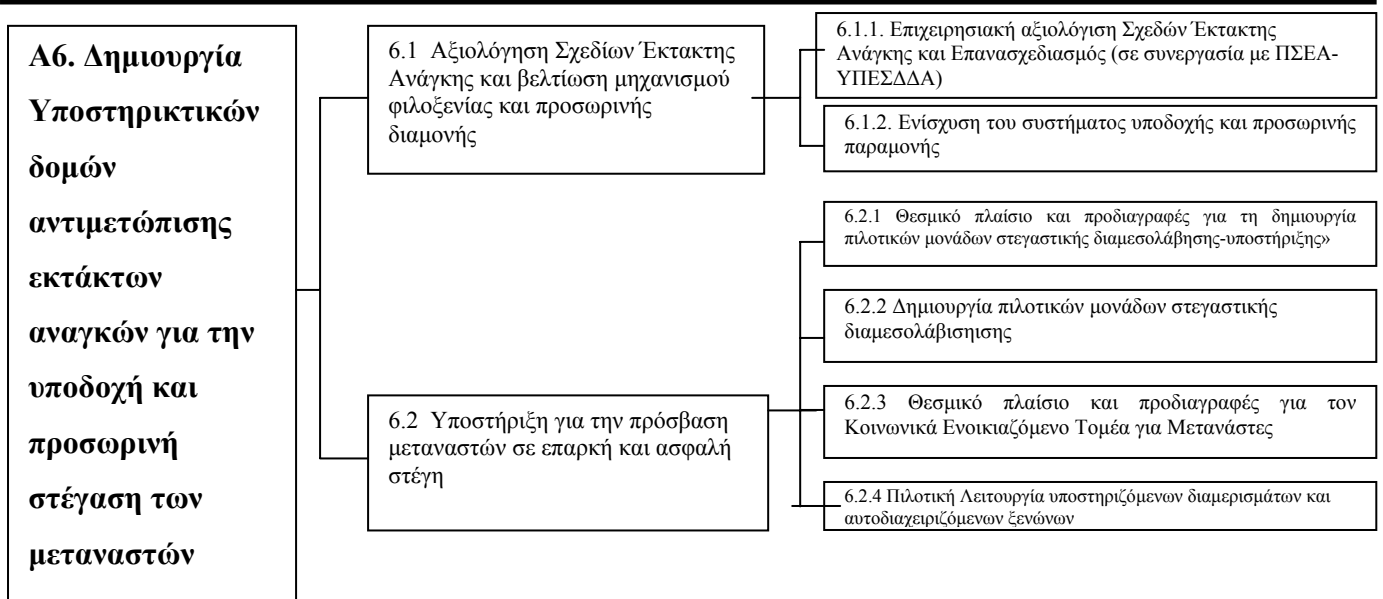 Α6. Δημιουργία
Υποστηρικτικών
δομών
αντιμετώπισης
εκτάκτων
αναγκών για την
υποδοχή και
προσωρινή
στέγαση των
μεταναστών
6.1 Αξιολόγηση Σχεδίων Έκτακτης
Ανάγκης και βελτίωση μηχανισμού
φιλοξενίας και προσωρινής
διαμονής
6.1.1. Επιχειρησιακή αξιολόγιση Σχεδών Έκτακτης
Ανάγκης και Επανασχεδιασμός (σε συνεργασία με ΠΣΕΑ-
ΥΠΕΣΔΔΑ)
6.1.2. Ενίσχυση του συστήματος υποδοχής και προσωρινής
παραμονής
6.2 Υποστήριξη για την πρόσβαση
μεταναστών σε επαρκή και ασφαλή
στέγη
6.2.1 Θεσμικό πλαίσιο και προδιαγραφές για τη δημιουργία
πιλοτικών μονάδων στεγαστικής διαμεσολάβησης-υποστήριξης»
6.2.2 Δημιουργία πιλοτικών μονάδων στεγαστικής
διαμεσολάβισηισης
6.2.3 Θεσμικό πλαίσιο και προδιαγραφές για τον
Κοινωνικά Ενοικιαζόμενο Τομέα για Μετανάστες
6.2.4 Πιλοτική Λειτουργία υποστηριζόμενων διαμερισμάτων και
αυτοδιαχειριζόμενων ξενώνων